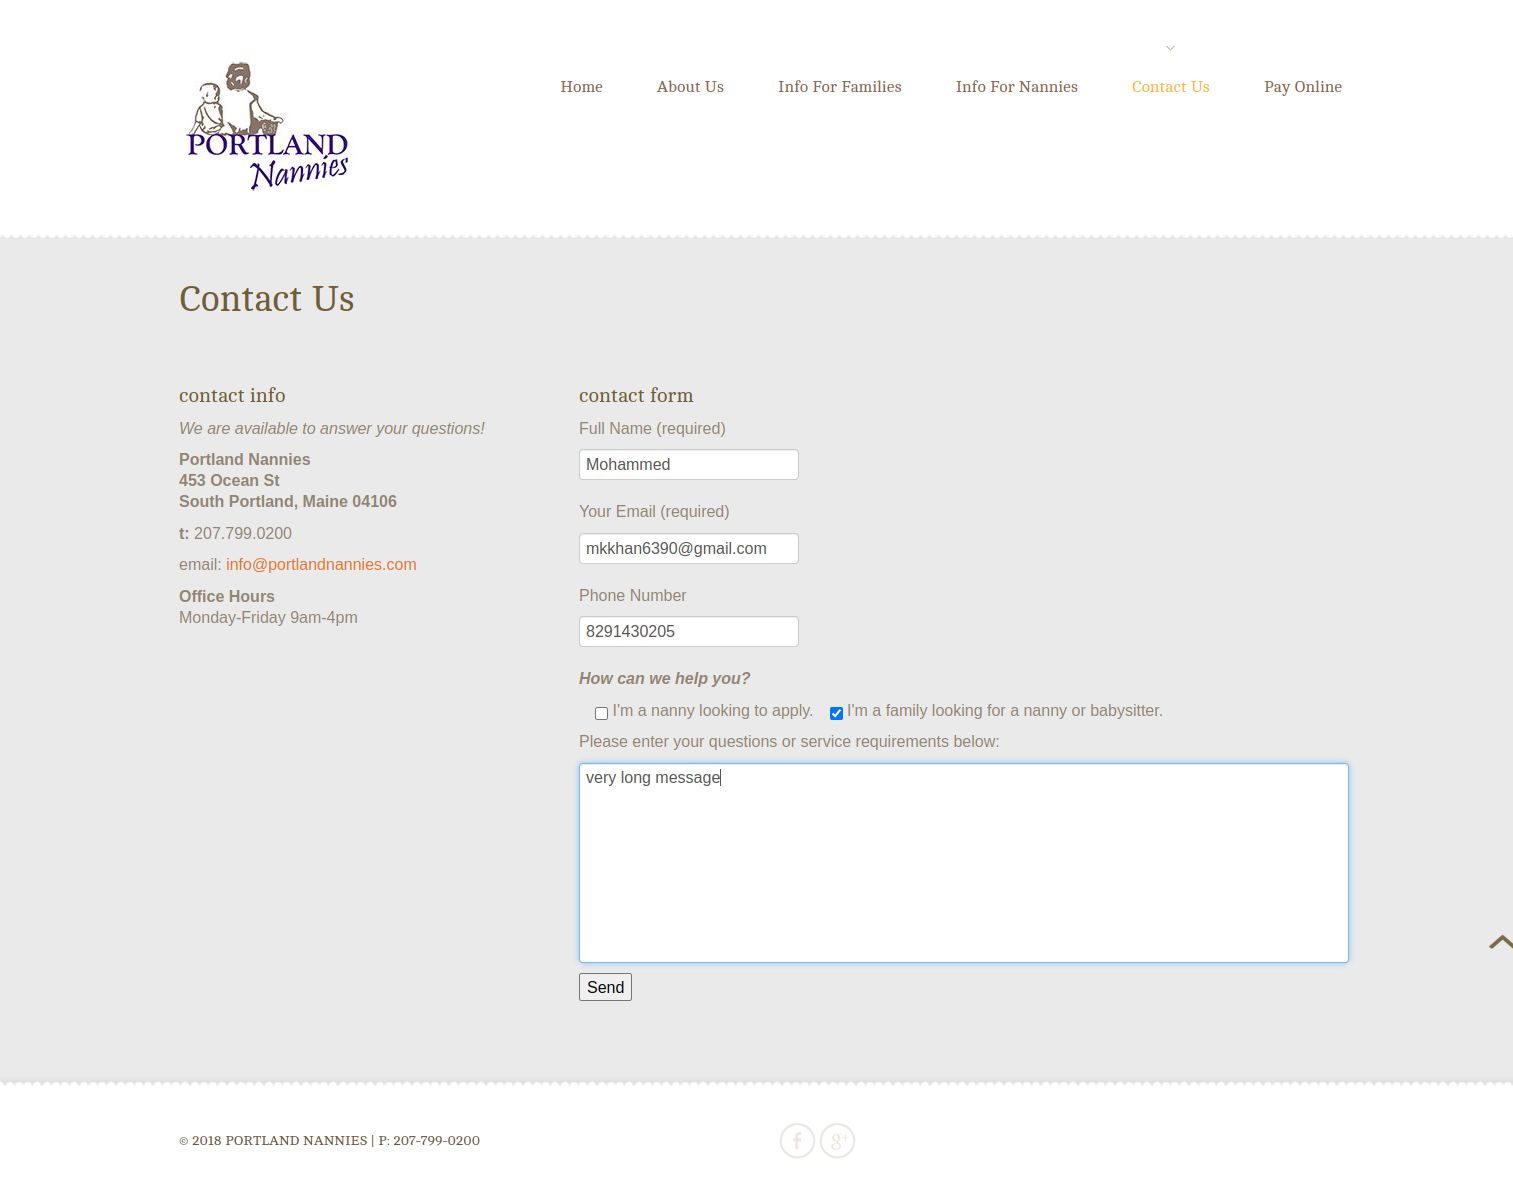 PORTLAND
Nannies
Home About Us Info For Families Info For Nannies Contact Us Pay Online
Contact Us
contact info
We are available to answer your questions!
Portland Nannies
453 Ocean St
South Portland, Maine 04106
t: 207.799.0200
email: info@portlandnannies.com
Office Hours
Monday-Friday 9am-4pm
contact form
Full Name (required)
Mohammed
Your Email (required)
mkkhan6390@gmail.com
Phone Number
8291430205
How can we help you?
I'm a nanny looking to apply. I'm a family looking for a nanny or babysitter.
Please enter your questions or service requirements below:
very long message
Send
© 2018 PORTLAND NANNIES | P: 207-799-0200
f g+